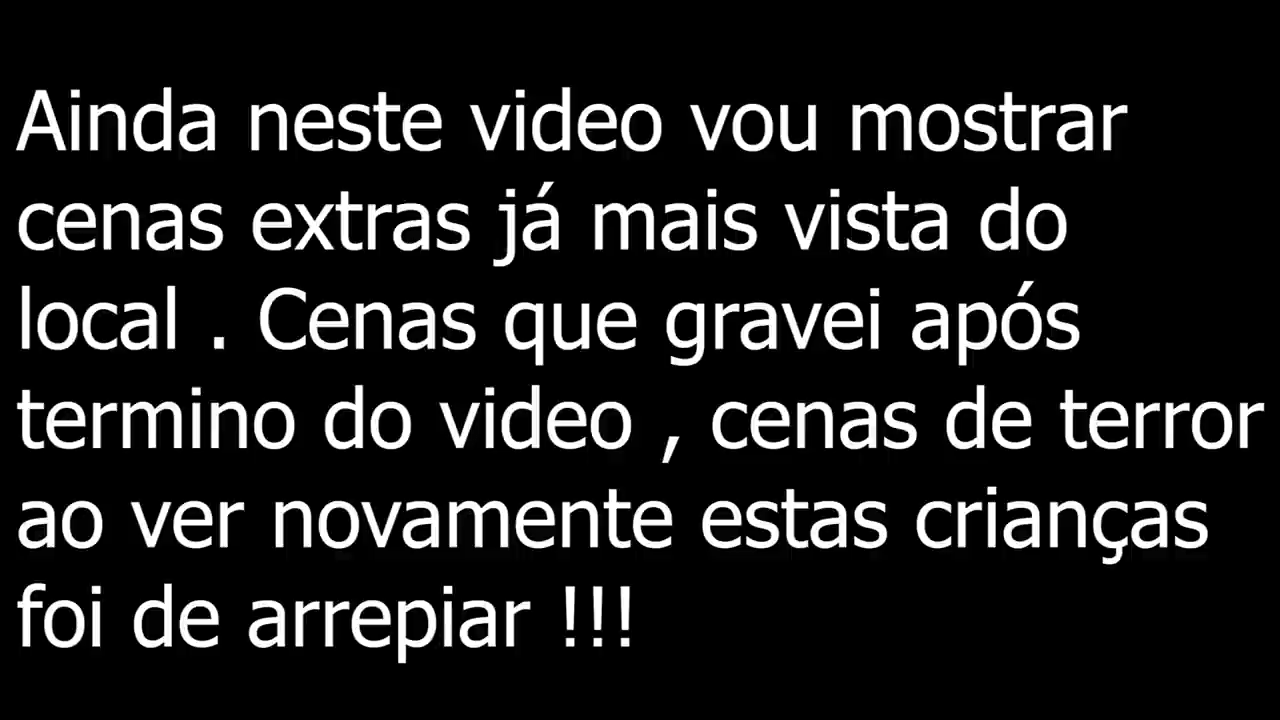 Ainda neste video vou mostrar
cenas extras já mais vista do
local . Cenas que gravei após
termino do video , cenas de terror
ao ver novamente estas crianças
foi de arrepiar !!!